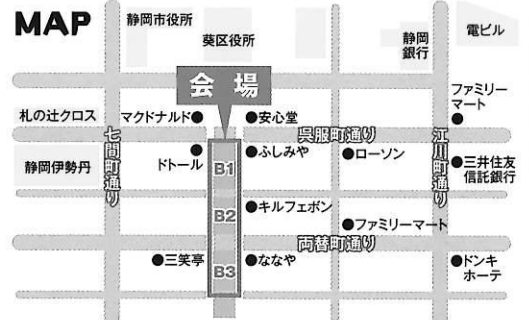 MAP
静岡市役所
葵区役所
静岡
銀行
電ビル
会場
ファミリー
マート
札の辻クロス
マクドナルド
安心堂
呉服町通り
七間町通り
江川町通り
静岡伊勢丹
ドトール
B1
ふしみや
ローソン
三井住友
信託銀行
B2
キルフェボン
ファミリーマート
両替町通り
三笑亭
B3
ななや
ドンキ
ホーテ